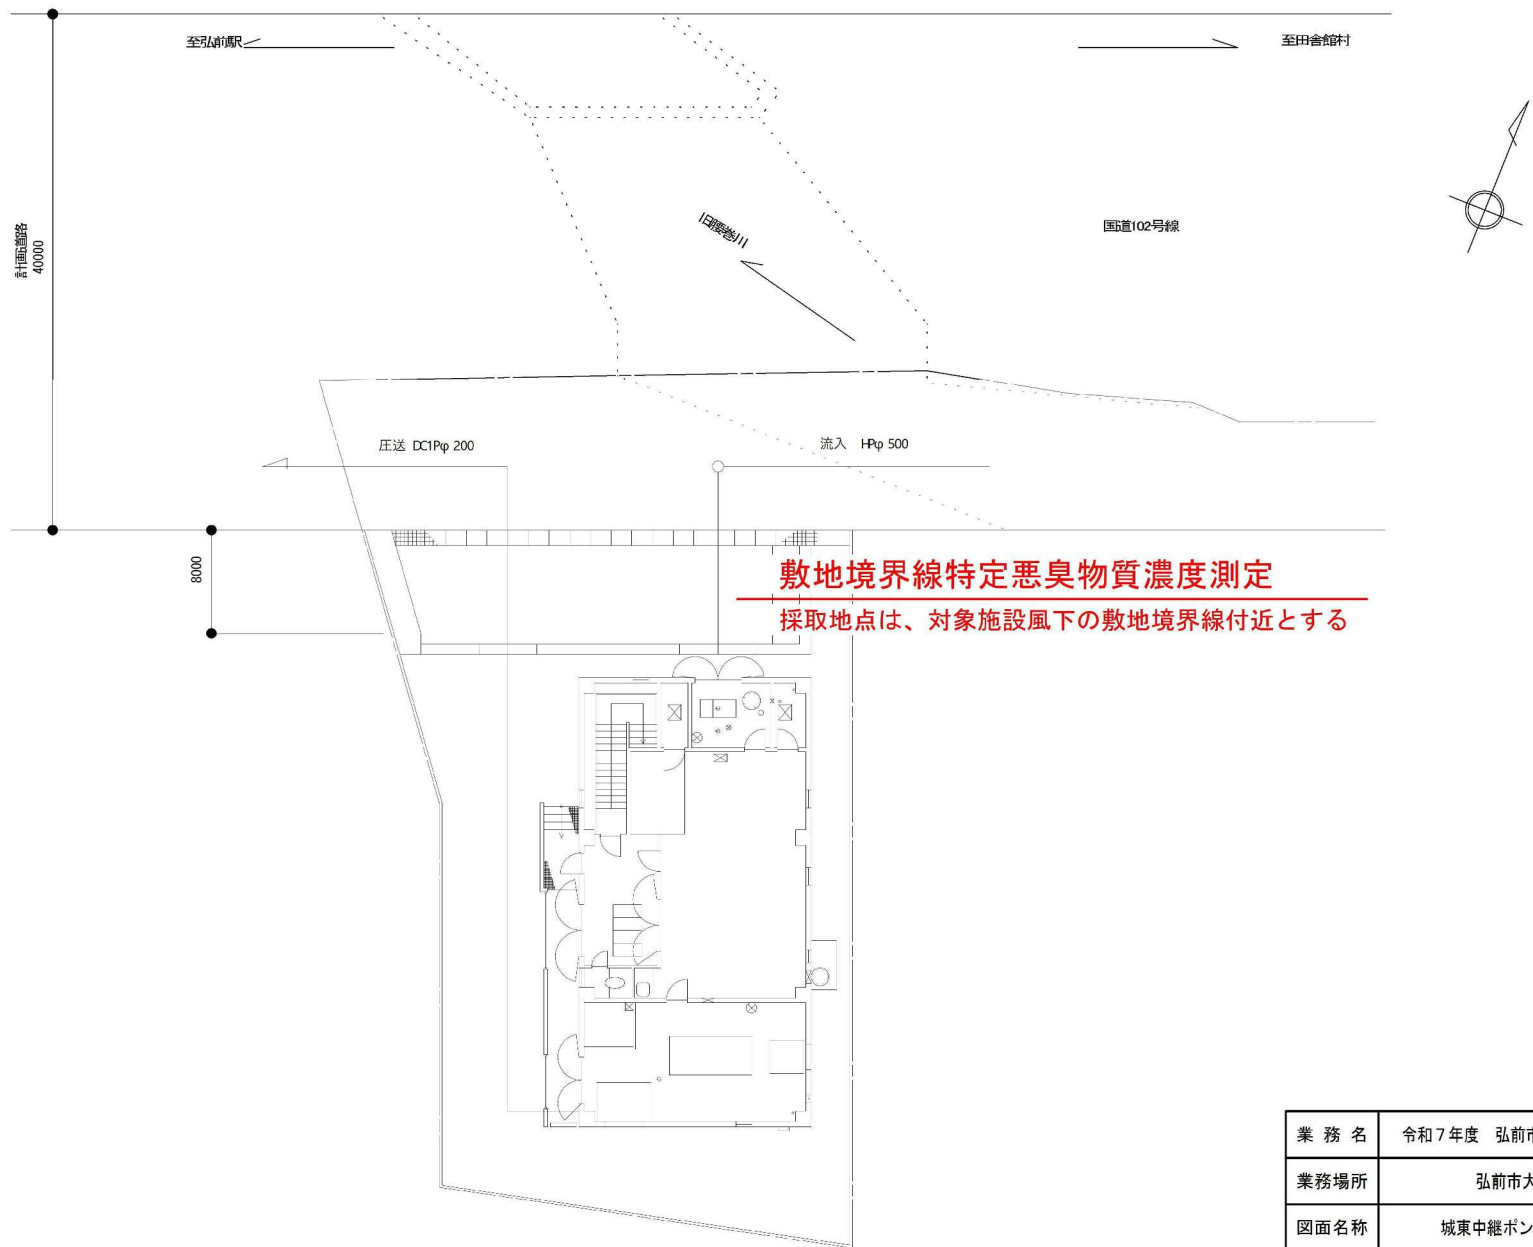 至弘前駅
至田舎館村
計画道路
40000
旧腰巻川
国道102号線
圧送 DC1Pφ 200
流入 HPφ 500
8000
敷地境界線特定悪臭物質濃度測定
採取地点は、対象施設風下の敷地境界線付近とする
業務名 令和7年度 弘前市
業務場所 弘前市大
図面名称 城東中継ポン